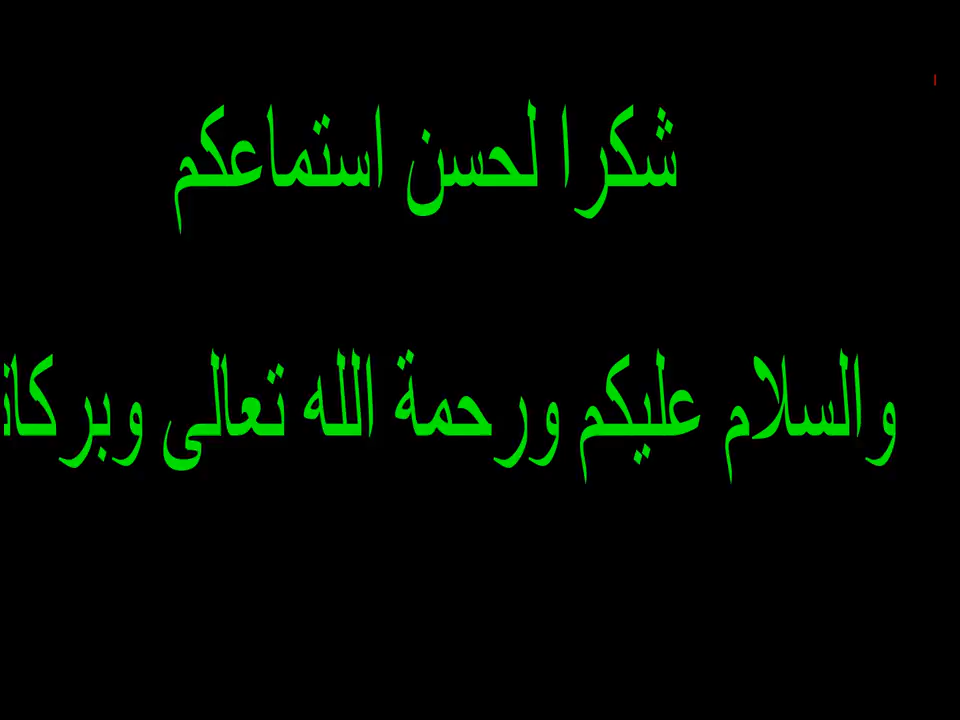 شكرا لحسن استماعكم
والسلام عليكم ورحمة الله تعالى